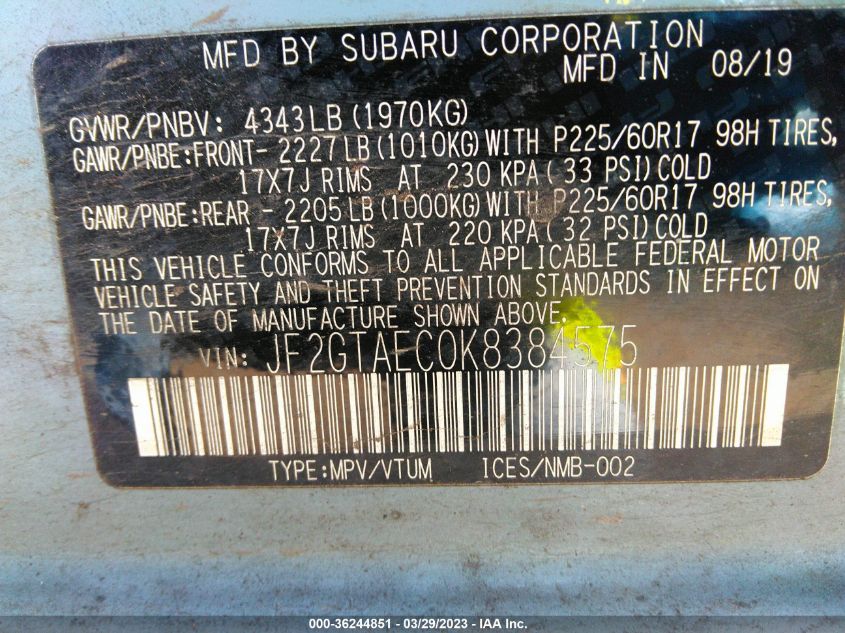 MFD BY SUBARU CORPORATION
MFD IN 08/19
GVWR/PNBV: 4343LB(1970KG)
GAWR/PNBE:FRONT- 2227LB(1010KG)WITH P225/60R17 98H TIRES,
17X7J RIMS AT 230 KPA( 33 PSI)COLD
GAWR/PNBE:REAR - 2205LB(1000KG)WITH P225/60R17 98H TIRES,
17X7J RIMS AT 220 KPA( 32 PSI)COLD
THIS VEHICLE CONFORMS TO ALL APPLICABLE FEDERAL MOTOR
VEHICLE SAFETY AND THEFT PREVENTION STANDARDS IN EFFECT ON
THE DATE OF MANUFACTURE SHOWN ABOVE.
VIN: JF2GTAEC0K8384575
TYPE:MPV/VTUM ICES/NMB-002
000-36244851 - 03/29/2023 - IAA Inc.